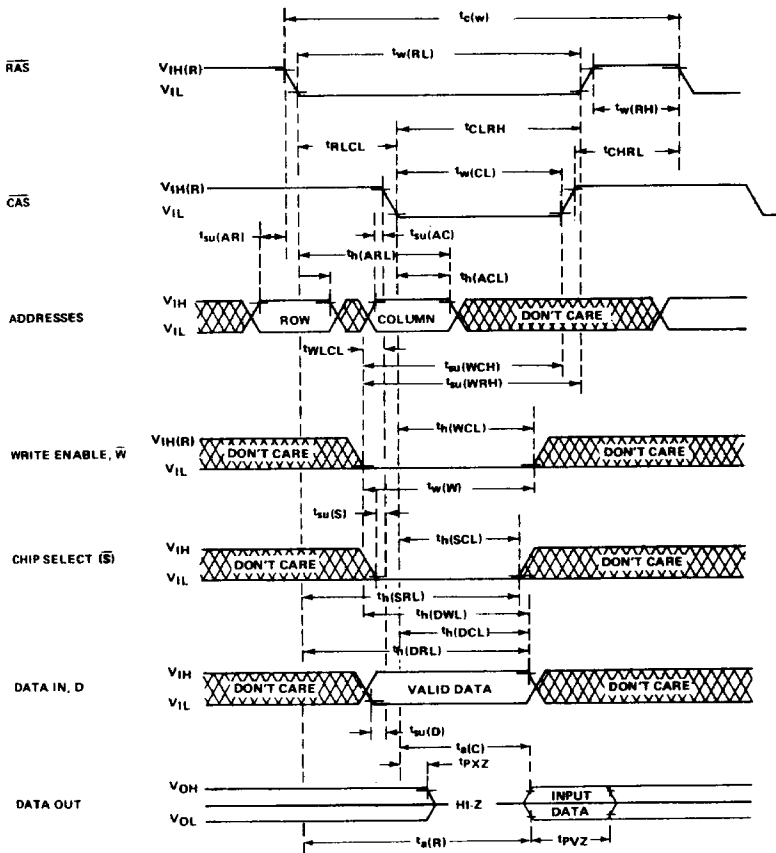 tc(w)
tw(RL)
RAS
VIH(R)
VIL
tw(RH)
tCLRH
tRLCL
tCHRL
tw(CL)
VIH(R)
CAS
VIL
tsu(AR)
tsu(AC)
th(ARL)
th(ACL)
ADDRESSES
VIH
VIL
ROW
COLUMN
DON'T CARE
tWLCL
tsu(WCH)
tsu(WRH)
th(WCL)
WRITE ENABLE, W
VIH(R)
VIL
DON'T CARE
DON'T CARE
tw(W)
tsu(S)
th(SCL)
CHIP SELECT (S)
VIH
VIL
DON'T CARE
DON'T CARE
th(SRL)
th(DWL)
th(DCL)
th(DRL)
DATA IN, D
VIH
VIL
DON'T CARE
VALID DATA
DON'T CARE
tsu(D)
ta(C)
tPXZ
DATA OUT
VOH
VOL
HI-Z
INPUT
DATA
ta(R)
tPVZ